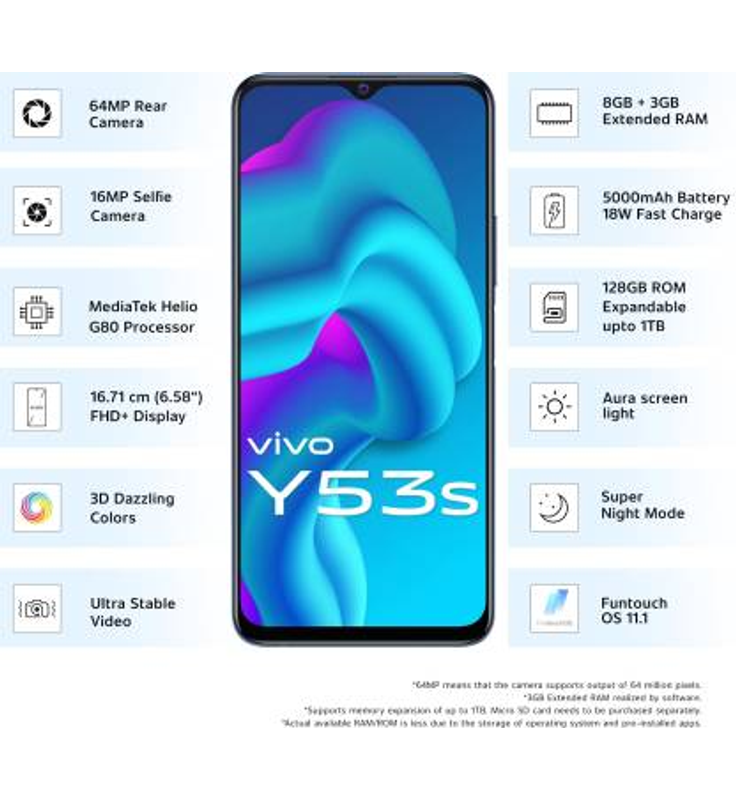 64MP Rear
Camera
16MP Selfie
Camera
MediaTek Helio
G80 Processor
16.71 cm (6.58")
FHD+ Display
3D Dazzling
Colors
Ultra Stable
Video
vivo
Y53s
8GB + 3GB
Extended RAM
5000mAh Battery
18W Fast Charge
128GB ROM
Expandable
upto 1TB
Aura screen
light
Super
Night Mode
Funtouch
OS 11.1
*64MP means that the camera supports output of 64 million pixels.
*3GB Extended RAM realized by software.
*Supports memory expansion of up to 1TB. Micro SD card needs to be purchased separately.
*Actual available RAM/ROM is less due to the storage of operating system and pre-installed apps.